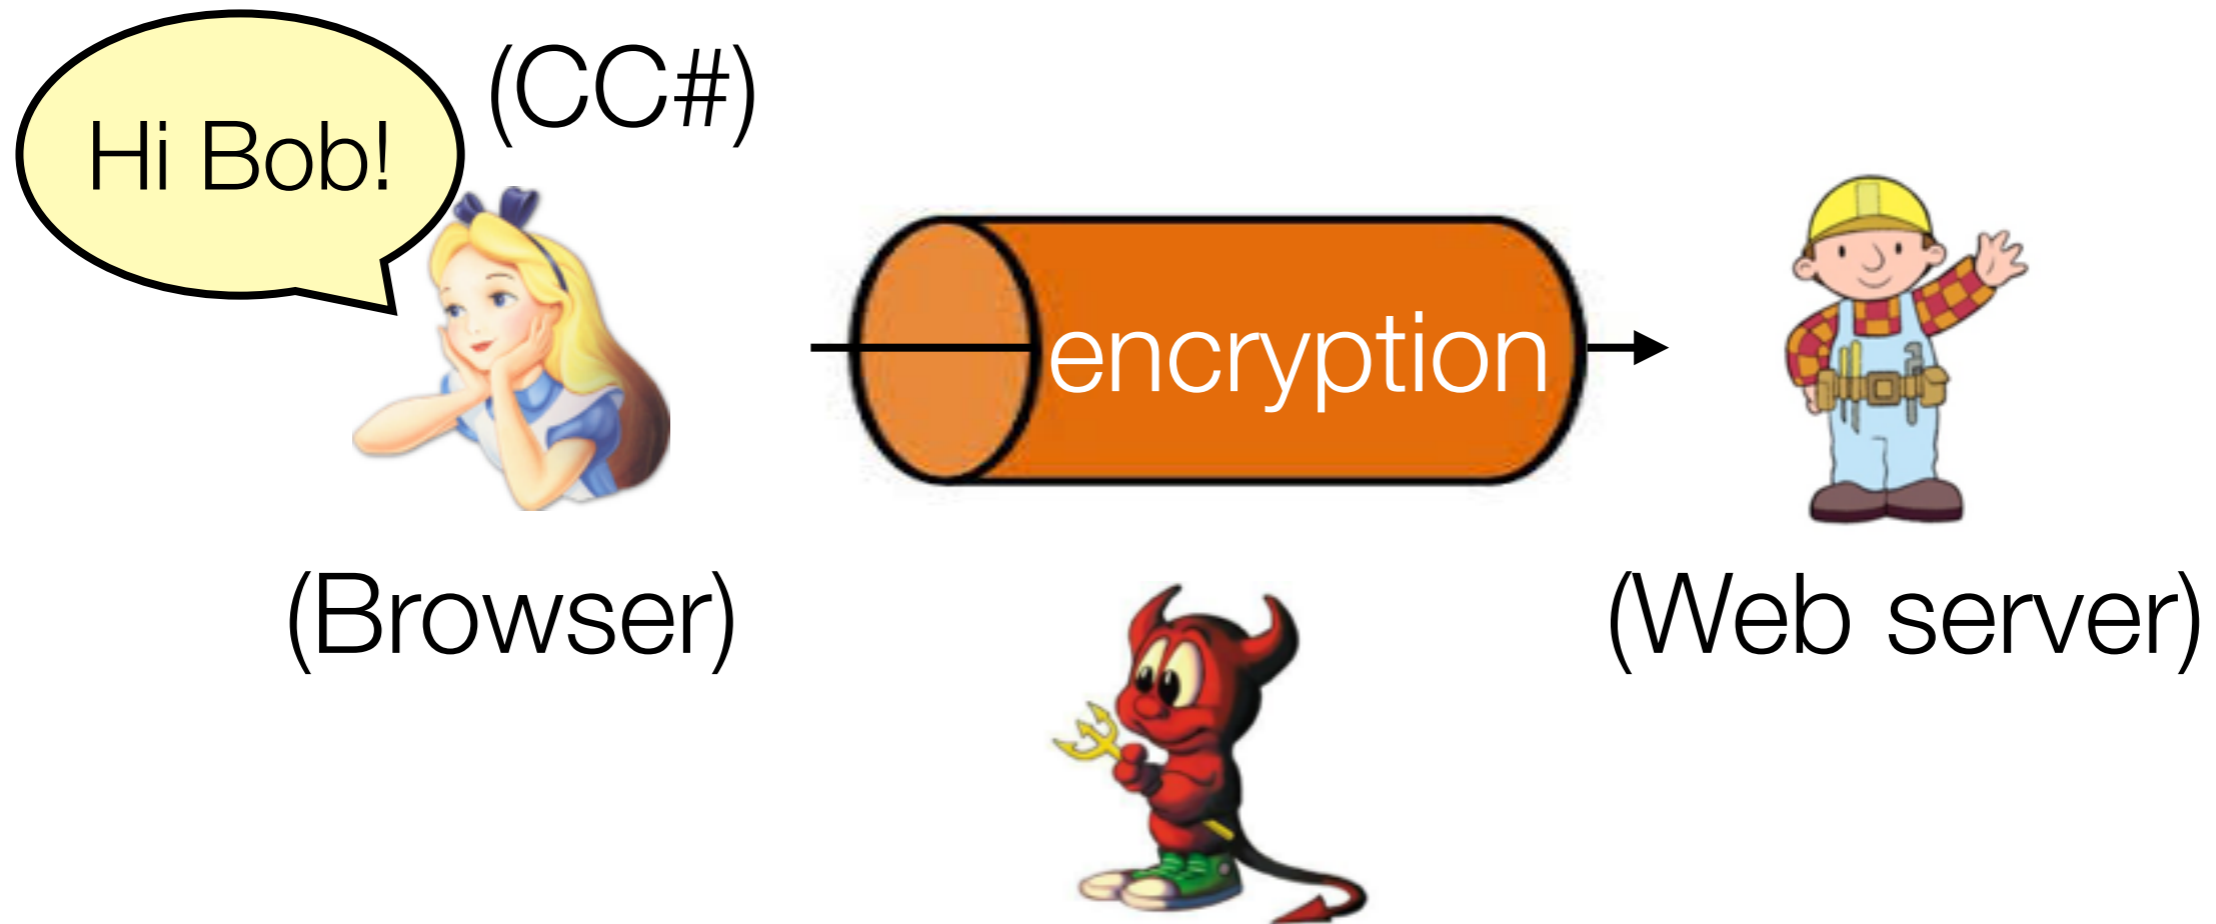 Hi Bob!
(CC#)
encryption
(Browser)
(Web server)